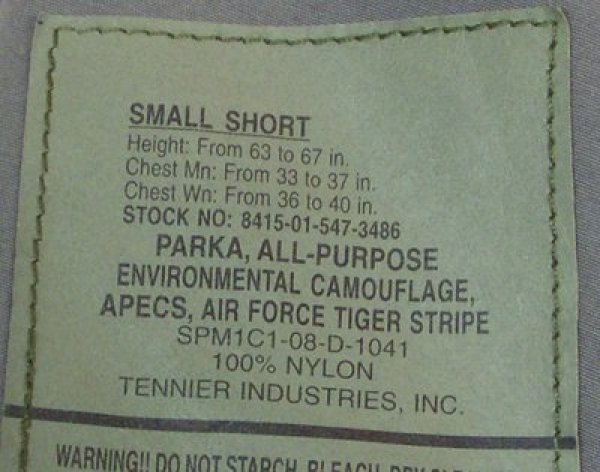 SMALL SHORT
Height: From 63 to 67 in.
Chest Mn: From 33 to 37 in.
Chest Wn: From 36 to 40 in.
STOCK NO: 8415-01-547-3486
PARKA, ALL-PURPOSE
ENVIRONMENTAL CAMOUFLAGE,
APECS, AIR FORCE TIGER STRIPE
SPM1C1-08-D-1041
100% NYLON
TENNIER INDUSTRIES, INC.
WARNING!! DO NOT STARCH, BLEACH, DRY